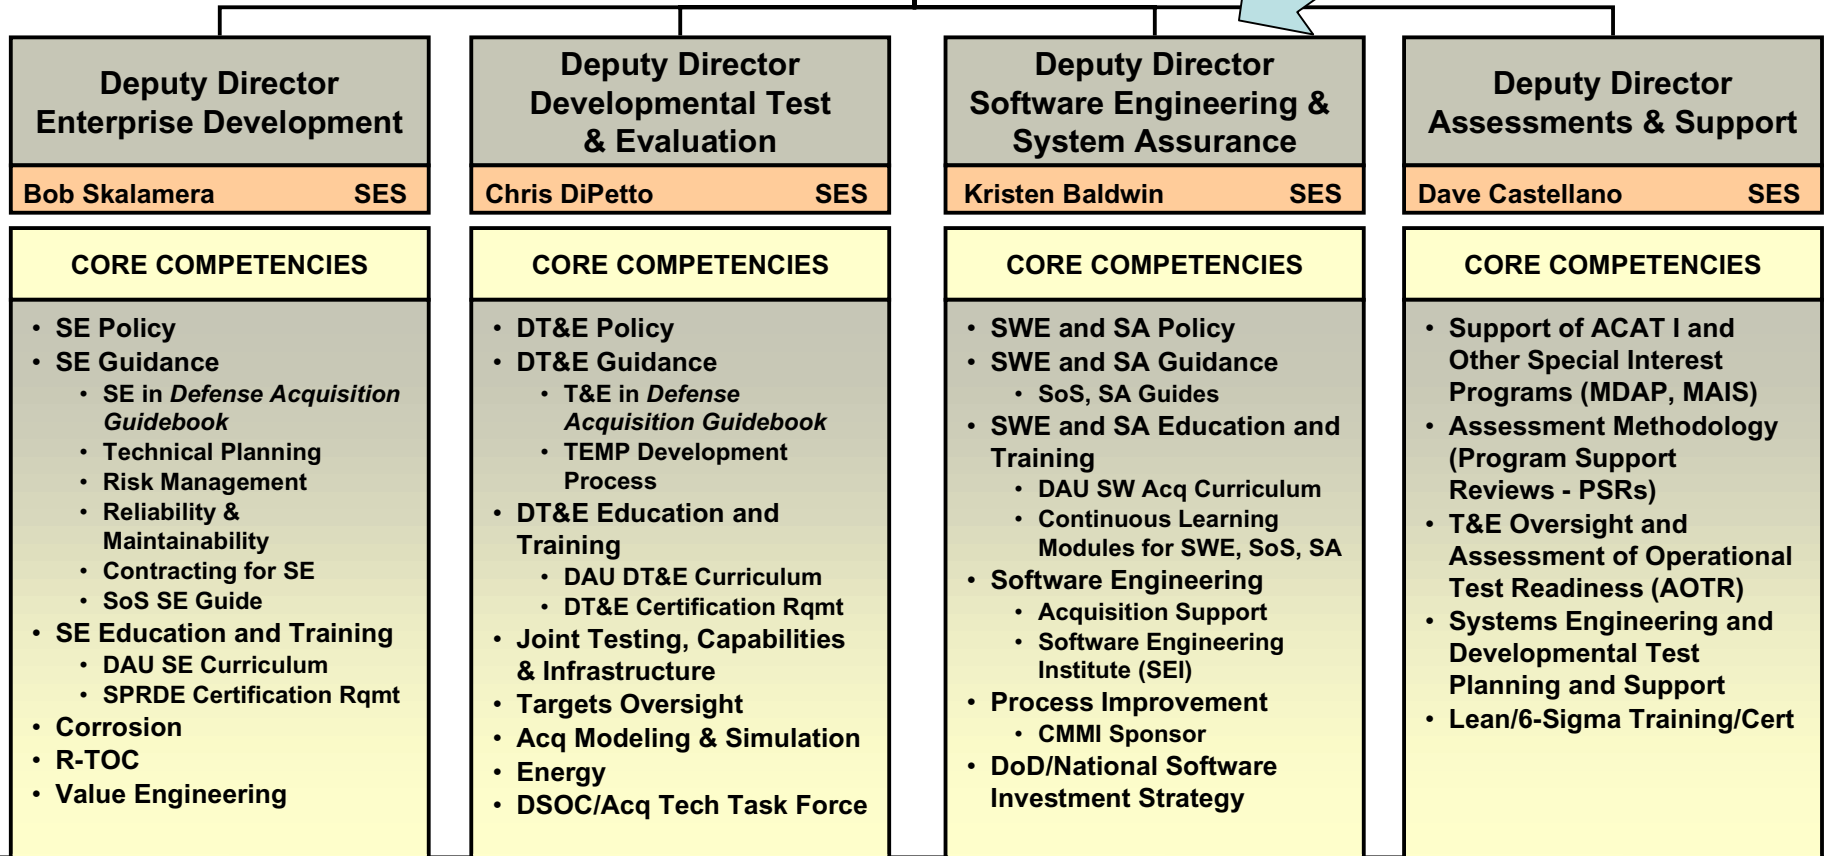 Deputy Director
Enterprise Development
Bob Skalamera SES
CORE COMPETENCIES
• SE Policy
• SE Guidance
• SE in Defense Acquisition
Guidebook
• Technical Planning
• Risk Management
• Reliability &
Maintainability
• Contracting for SE
• SoS SE Guide
• SE Education and Training
• DAU SE Curriculum
• SPRDE Certification Rqmt
• Corrosion
• R-TOC
• Value Engineering
Deputy Director
Developmental Test
& Evaluation
Chris DiPetto SES
CORE COMPETENCIES
• DT&E Policy
• DT&E Guidance
• T&E in Defense
Acquisition Guidebook
• TEMP Development
Process
• DT&E Education and
Training
• DAU DT&E Curriculum
• DT&E Certification Rqmt
• Joint Testing, Capabilities
& Infrastructure
• Targets Oversight
• Acq Modeling & Simulation
• Energy
• DSOC/Acq Tech Task Force
Deputy Director
Software Engineering &
System Assurance
Kristen Baldwin SES
CORE COMPETENCIES
• SWE and SA Policy
• SWE and SA Guidance
• SoS, SA Guides
• SWE and SA Education and
Training
• DAU SW Acq Curriculum
• Continuous Learning
Modules for SWE, SoS, SA
• Software Engineering
• Acquisition Support
• Software Engineering
Institute (SEI)
• Process Improvement
• CMMI Sponsor
• DoD/National Software
Investment Strategy
Deputy Director
Assessments & Support
Dave Castellano SES
CORE COMPETENCIES
• Support of ACAT I and
Other Special Interest
Programs (MDAP, MAIS)
• Assessment Methodology
(Program Support
Reviews - PSRs)
• T&E Oversight and
Assessment of Operational
Test Readiness (AOTR)
• Systems Engineering and
Developmental Test
Planning and Support
• Lean/6-Sigma Training/Cert